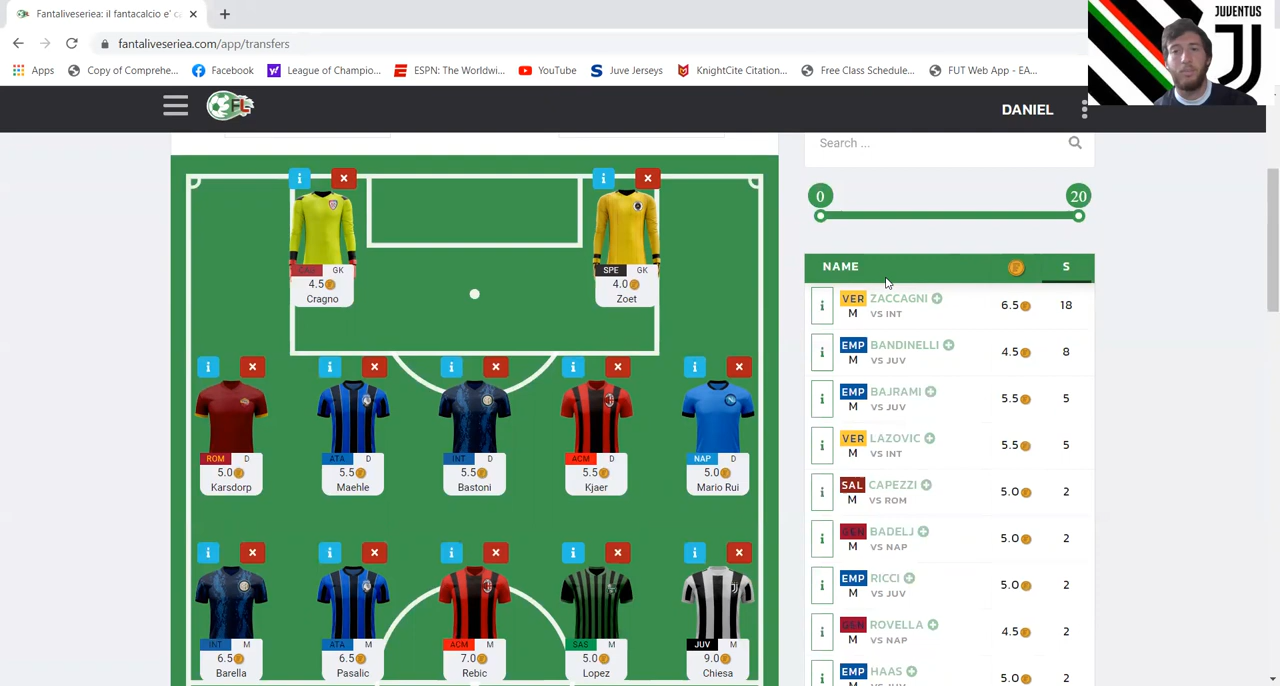 Fantaliveseriea: il fantacalcio e' ca
fantaliveseriea.com/app/transfers
Apps
Copy of Comprehe...
Facebook
League of Champio...
ESPN: The Worldwi...
YouTube
Juve Jerseys
KnightCite Citation...
Free Class Schedule...
FUT Web App - EA...
JUVENTUS
FL
DANIEL
Search ...
0
20
CAG GK
4.5
Cragno
SPE GK
4.0
Zoet
ROM D
5.0
Karsdorp
ATA D
5.5
Maehle
INT D
5.5
Bastoni
ACM D
5.5
Kjaer
NAP D
5.0
Mario Rui
INT M
6.5
Barella
ATA M
6.5
Pasalic
ACM M
7.0
Rebic
SAS M
5.0
Lopez
JUV M
9.0
Chiesa
NAME F S
VER ZACCAGNI 6.5 18
M VS INT
EMP BANDINELLI 4.5 8
M VS JUV
EMP BAJRAMI 5.5 5
M VS JUV
VER LAZOVIC 5.5 5
M VS INT
SAL CAPEZZI 5.0 2
M VS ROM
GEN BADELJ 5.0 2
M VS NAP
EMP RICCI 5.0 2
M VS JUV
GEN ROVELLA 4.5 2
M VS NAP
EMP HAAS 5.0 2
M VS JUV